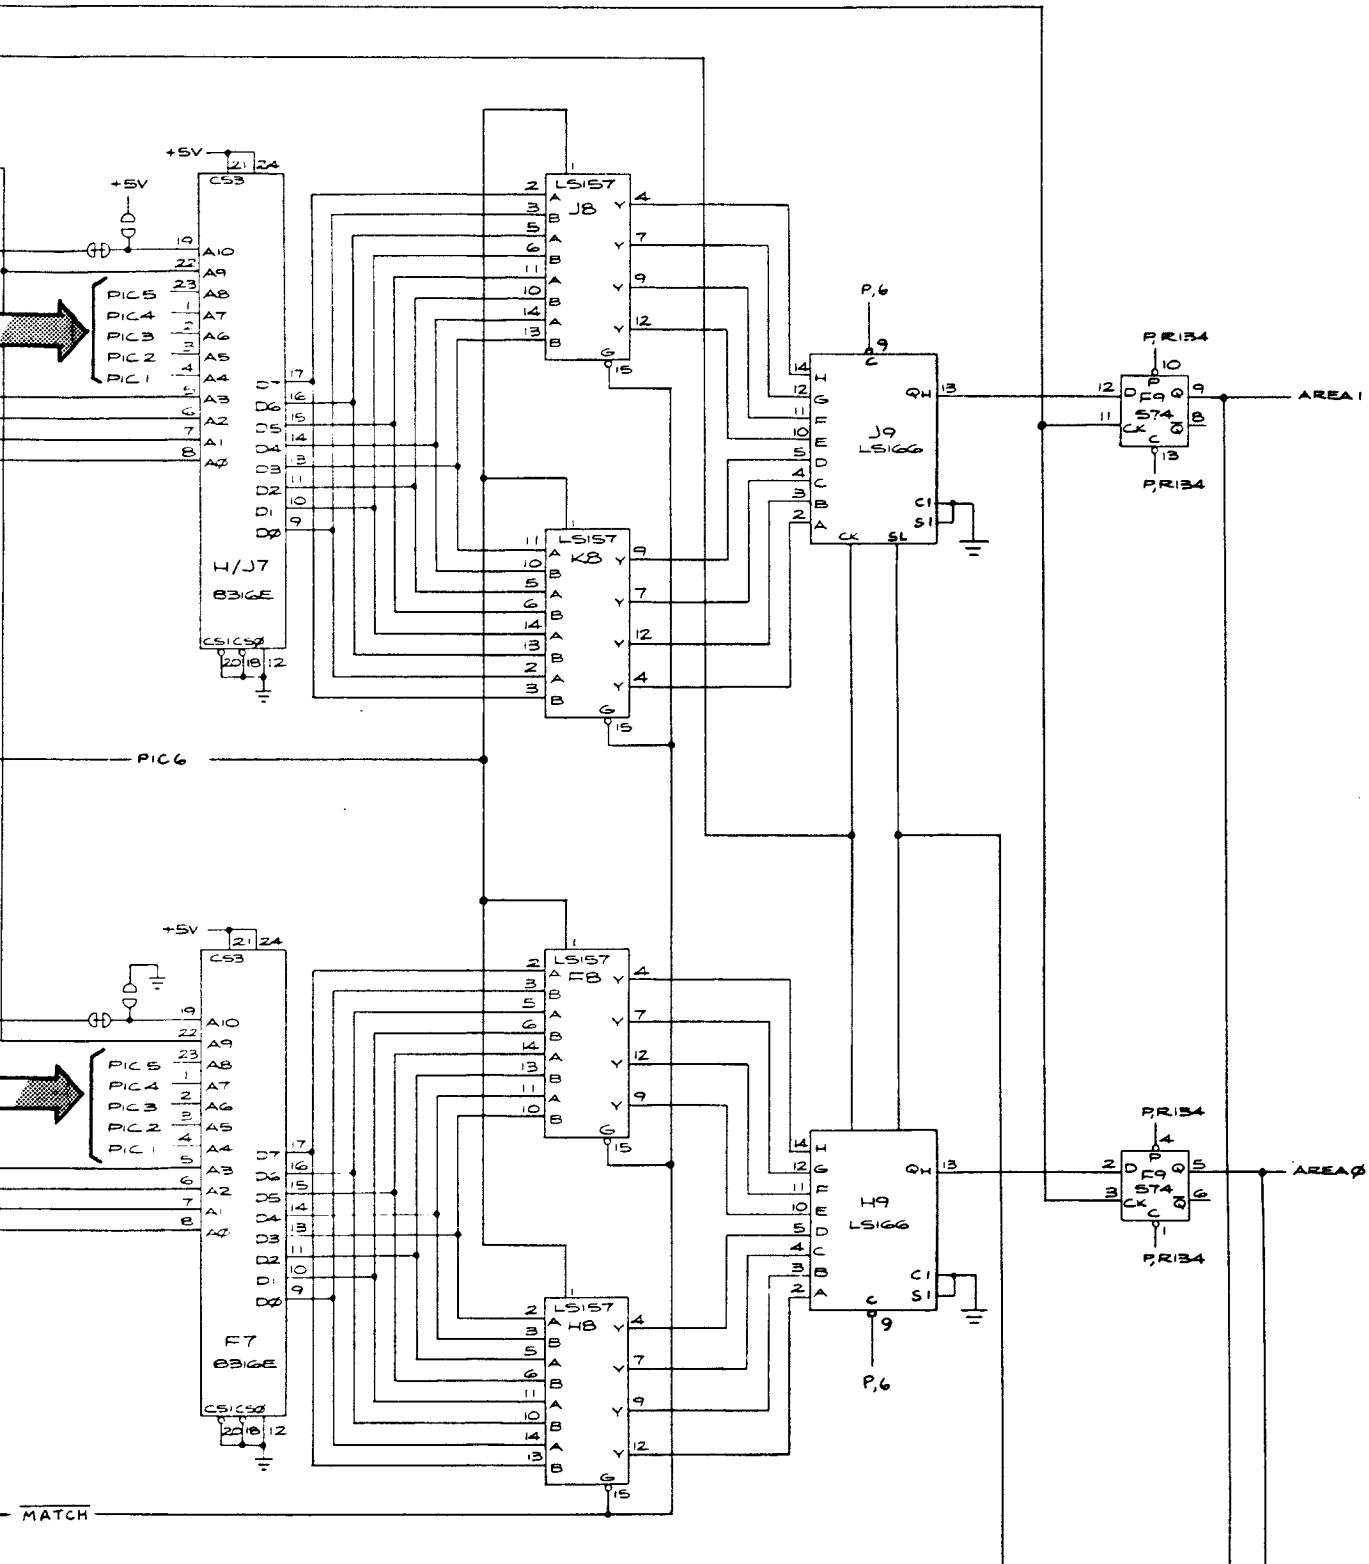 +5V
21 24
CS3
+5V
19 A10
22 A9
PIC5 23 A8
PIC4 1 A7
PIC3 2 A6
PIC2 3 A5
PIC1 4 A4
5 A3
6 A2
7 A1
8 AØ
D7 17
D6 16
D5 15
D4 14
D3 13
D2 11
D1 10
DØ 9
H/J7
8316E
CS1 CSØ
20 18 12
1
LS157
J8
2 A
3 B
5 A
6 B
11 A
10 B
14 A
13 B
Y 4
Y 7
Y 9
Y 12
G
15
1
LS157
K8
11 A
10 B
5 A
6 B
14 A
13 B
2 A
3 B
Y 9
Y 7
Y 12
Y 4
G
15
P,6
9
C
14 H
12 G
11 F
10 E
5 D
4 C
3 B
2 A
QH 13
J9
LS166
C1
S1
CK SL
P,R134
10
P
12 D F9 Q 9
S74
11 CK Q̅ 8
C
13
P,R134
AREA1
PIC6
+5V
21 24
CS3
19 A10
22 A9
PIC5 23 A8
PIC4 1 A7
PIC3 2 A6
PIC2 3 A5
PIC1 4 A4
5 A3
6 A2
7 A1
8 AØ
D7 17
D6 16
D5 15
D4 14
D3 13
D2 11
D1 10
DØ 9
F7
8316E
CS1 CSØ
20 18 12
1
LS157
F8
2 A
3 B
5 A
6 B
14 A
13 B
11 A
10 B
Y 4
Y 7
Y 12
Y 9
G
15
LS157
H8
2 A
3 B
5 A
6 B
11 A
10 B
14 A
13 B
Y 4
Y 7
Y 9
Y 12
G
15
14 H
12 G
11 F
10 E
5 D
4 C
3 B
2 A
QH 13
H9
LS166
C1
S1
C
9
P,6
P,R134
4
P
2 D F9 Q 5
S74
3 CK Q̅ 6
C
1
P,R134
AREAØ
M̅A̅T̅C̅H̅